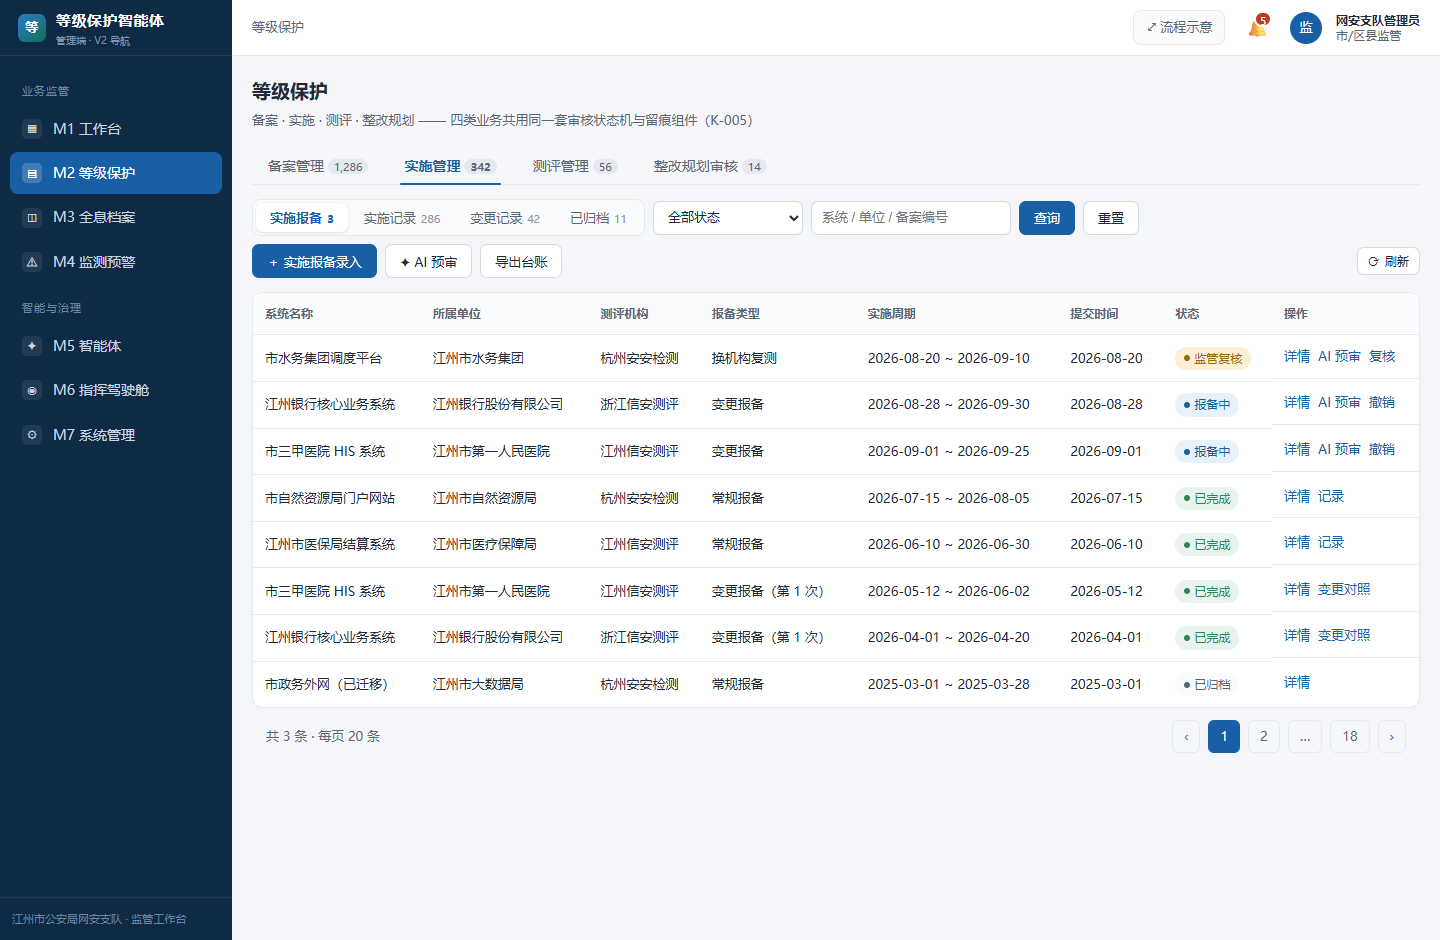 等 等级保护智能体
管理端 · V2 导航
业务监管
M1 工作台
M2 等级保护
M3 全息档案
M4 监测预警
智能与治理
M5 智能体
M6 指挥驾驶舱
M7 系统管理
江州市公安局网安支队 · 监管工作台
等级保护
⤢ 流程示意
5
监
网安支队管理员
市/区县监管
等级保护
备案 · 实施 · 测评 · 整改规划 —— 四类业务共用同一套审核状态机与留痕组件（K-005）
备案管理 1,286 实施管理 342 测评管理 56 整改规划审核 14
实施报备 3 实施记录 286 变更记录 42 已归档 11 全部状态 系统 / 单位 / 备案编号 查询 重置
＋ 实施报备录入 ✦ AI 预审 导出台账 ⟳ 刷新
系统名称 所属单位 测评机构 报备类型 实施周期 提交时间 状态 操作
市水务集团调度平台 江州市水务集团 杭州安安检测 换机构复测 2026-08-20 ~ 2026-09-10 2026-08-20 监管复核 详情 AI 预审 复核
江州银行核心业务系统 江州银行股份有限公司 浙江信安测评 变更报备 2026-08-28 ~ 2026-09-30 2026-08-28 报备中 详情 AI 预审 撤销
市三甲医院 HIS 系统 江州市第一人民医院 江州信安测评 变更报备 2026-09-01 ~ 2026-09-25 2026-09-01 报备中 详情 AI 预审 撤销
市自然资源局门户网站 江州市自然资源局 杭州安安检测 常规报备 2026-07-15 ~ 2026-08-05 2026-07-15 已完成 详情 记录
江州市医保局结算系统 江州市医疗保障局 江州信安测评 常规报备 2026-06-10 ~ 2026-06-30 2026-06-10 已完成 详情 记录
市三甲医院 HIS 系统 江州市第一人民医院 江州信安测评 变更报备（第 1 次） 2026-05-12 ~ 2026-06-02 2026-05-12 已完成 详情 变更对照
江州银行核心业务系统 江州银行股份有限公司 浙江信安测评 变更报备（第 1 次） 2026-04-01 ~ 2026-04-20 2026-04-01 已完成 详情 变更对照
市政务外网（已迁移） 江州市大数据局 杭州安安检测 常规报备 2025-03-01 ~ 2025-03-28 2025-03-01 已归档 详情
共 3 条 · 每页 20 条 ‹ 1 2 ... 18 ›